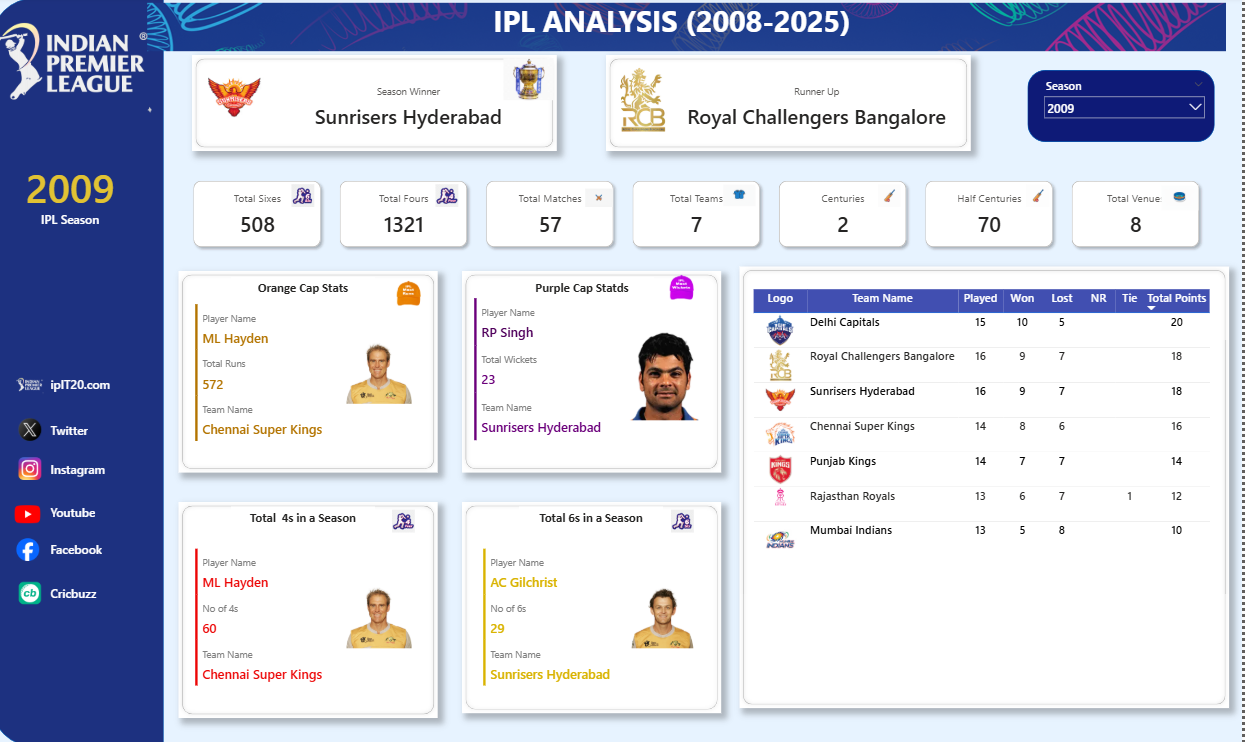 IPL ANALYSIS (2008-2025)
INDIAN
PREMIER
LEAGUE
®
2009
IPL Season
iplT20.com
Twitter
Instagram
Youtube
Facebook
Cricbuzz
Season Winner
Sunrisers Hyderabad
Runner Up
Royal Challengers Bangalore
RCB
Season
2009
Total Sixes
508
Total Fours
1321
Total Matches
57
Total Teams
7
Centuries
2
Half Centuries
70
Total Venue
8
Orange Cap Stats
Player Name
ML Hayden
Total Runs
572
Team Name
Chennai Super Kings
Purple Cap Statds
Player Name
RP Singh
Total Wickets
23
Team Name
Sunrisers Hyderabad
Total 4s in a Season
Player Name
ML Hayden
No of 4s
60
Team Name
Chennai Super Kings
Total 6s in a Season
Player Name
AC Gilchrist
No of 6s
29
Team Name
Sunrisers Hyderabad
Logo Team Name Played Won Lost NR Tie Total Points
Delhi Capitals 15 10 5 20
Royal Challengers Bangalore 16 9 7 18
Sunrisers Hyderabad 16 9 7 18
Chennai Super Kings 14 8 6 16
Punjab Kings 14 7 7 14
Rajasthan Royals 13 6 7 1 12
Mumbai Indians 13 5 8 10